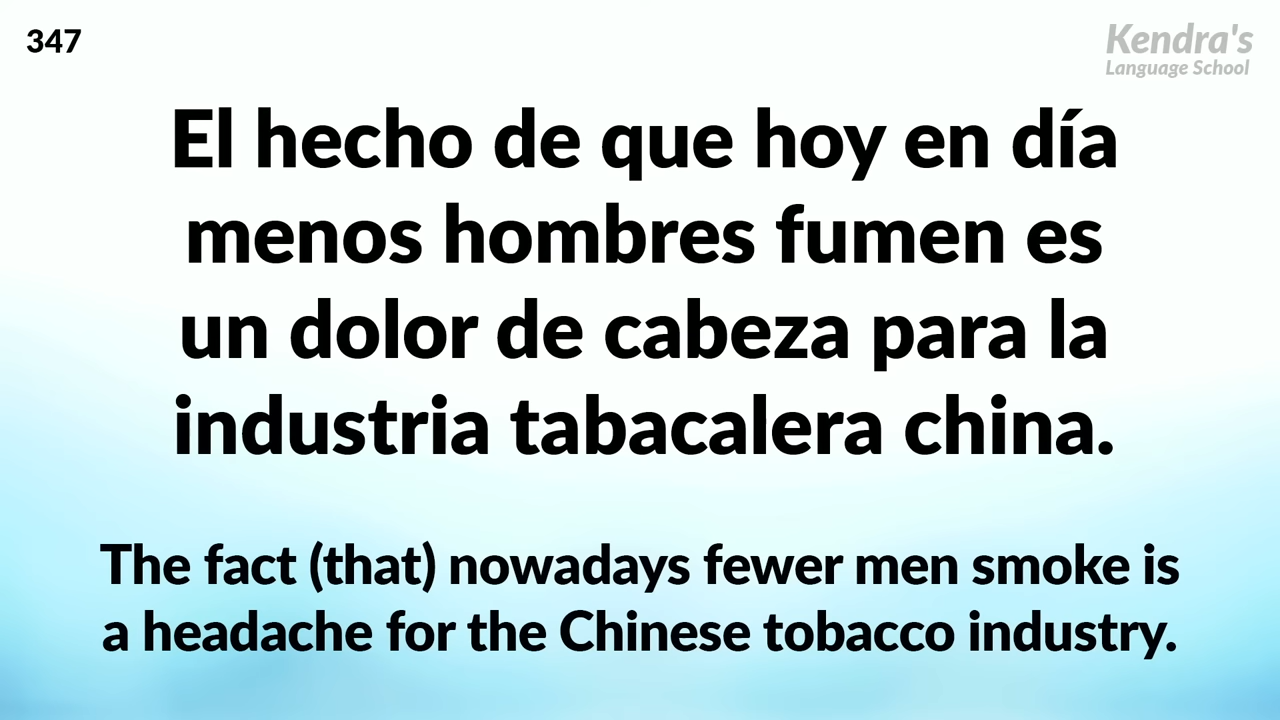 347
Kendra's
Language School
El hecho de que hoy en día
menos hombres fumen es
un dolor de cabeza para la
industria tabacalera china.
The fact (that) nowadays fewer men smoke is
a headache for the Chinese tobacco industry.